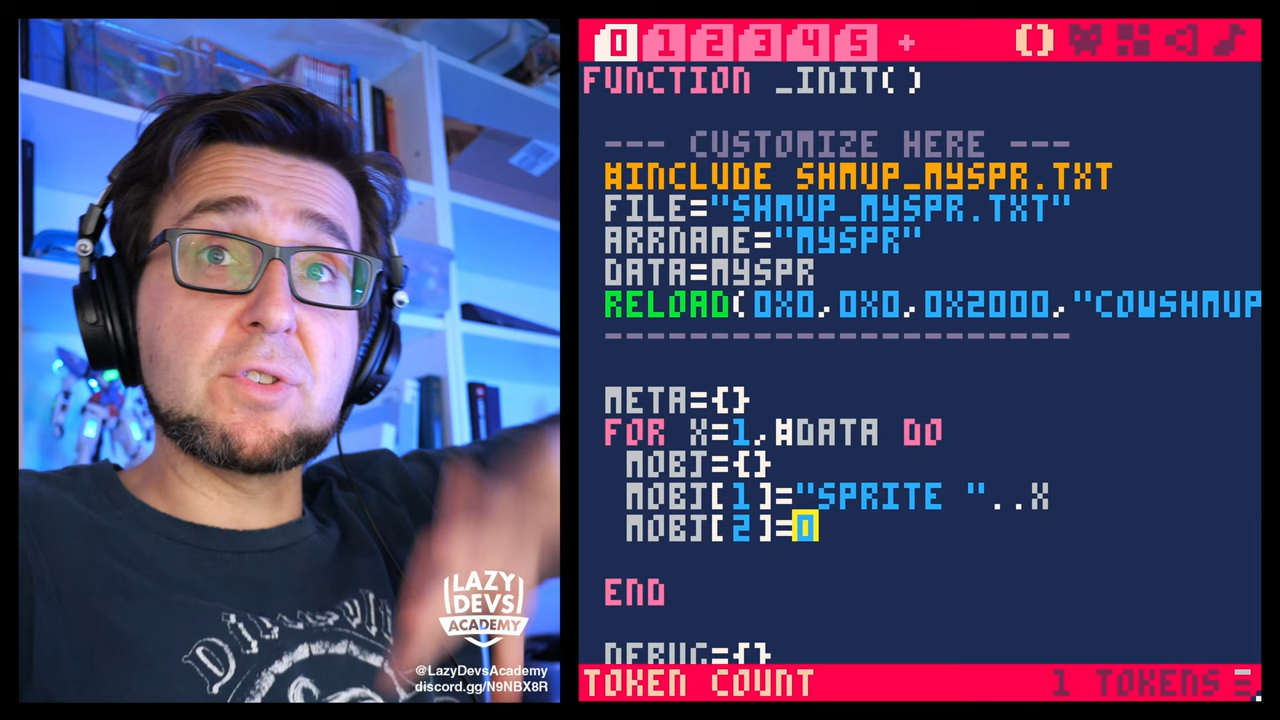 LAZY
DEVS
ACADEMY
@LazyDevsAcademy
discord.gg/N9NBX8R
0 1 2 3 4 5 +
FUNCTION _INIT()
--- CUSTOMIZE HERE ---
#INCLUDE SHMUP_MYSPR.TXT
FILE="SHMUP_MYSPR.TXT"
ARRNAME="MYSPR"
DATA=MYSPR
RELOAD(0X0,0X0,0X2000,"COWSHMUP
----------------------
META={}
FOR X=1,#DATA DO
MOBJ={}
MOBJ[1]="SPRITE "..X
MOBJ[2]=0
END
DEBUG={}
TOKEN COUNT
1 TOKENS